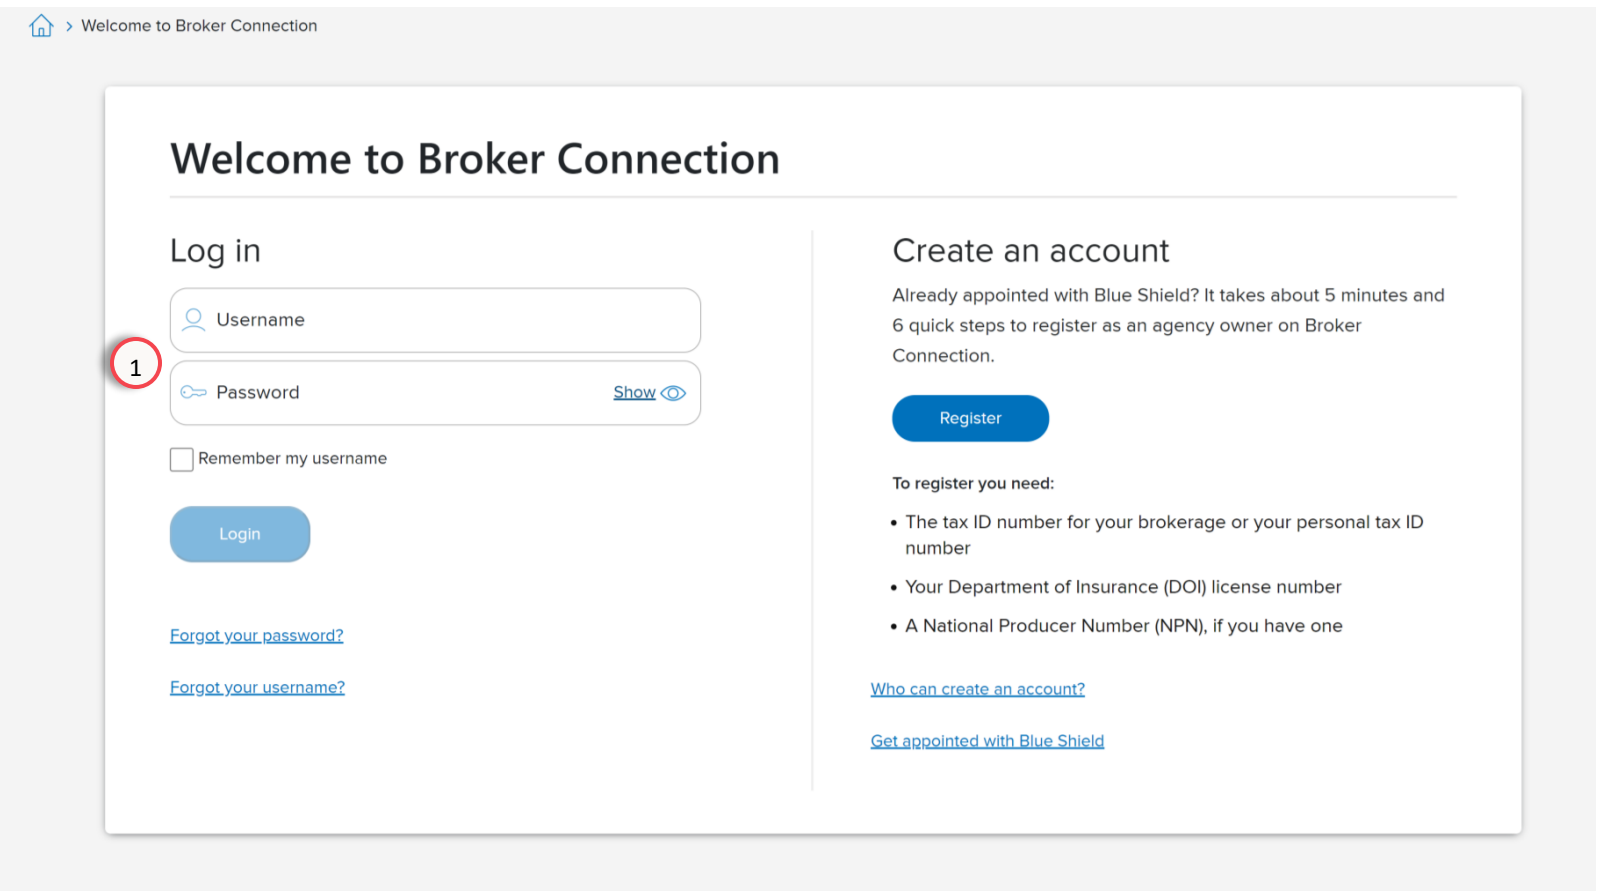 Welcome to Broker Connection
Welcome to Broker Connection
Log in
Username
1
Password
Show
Remember my username
Login
Forgot your password?
Forgot your username?
Create an account
Already appointed with Blue Shield? It takes about 5 minutes and
6 quick steps to register as an agency owner on Broker
Connection.
Register
To register you need:
• The tax ID number for your brokerage or your personal tax ID
number
• Your Department of Insurance (DOI) license number
• A National Producer Number (NPN), if you have one
Who can create an account?
Get appointed with Blue Shield